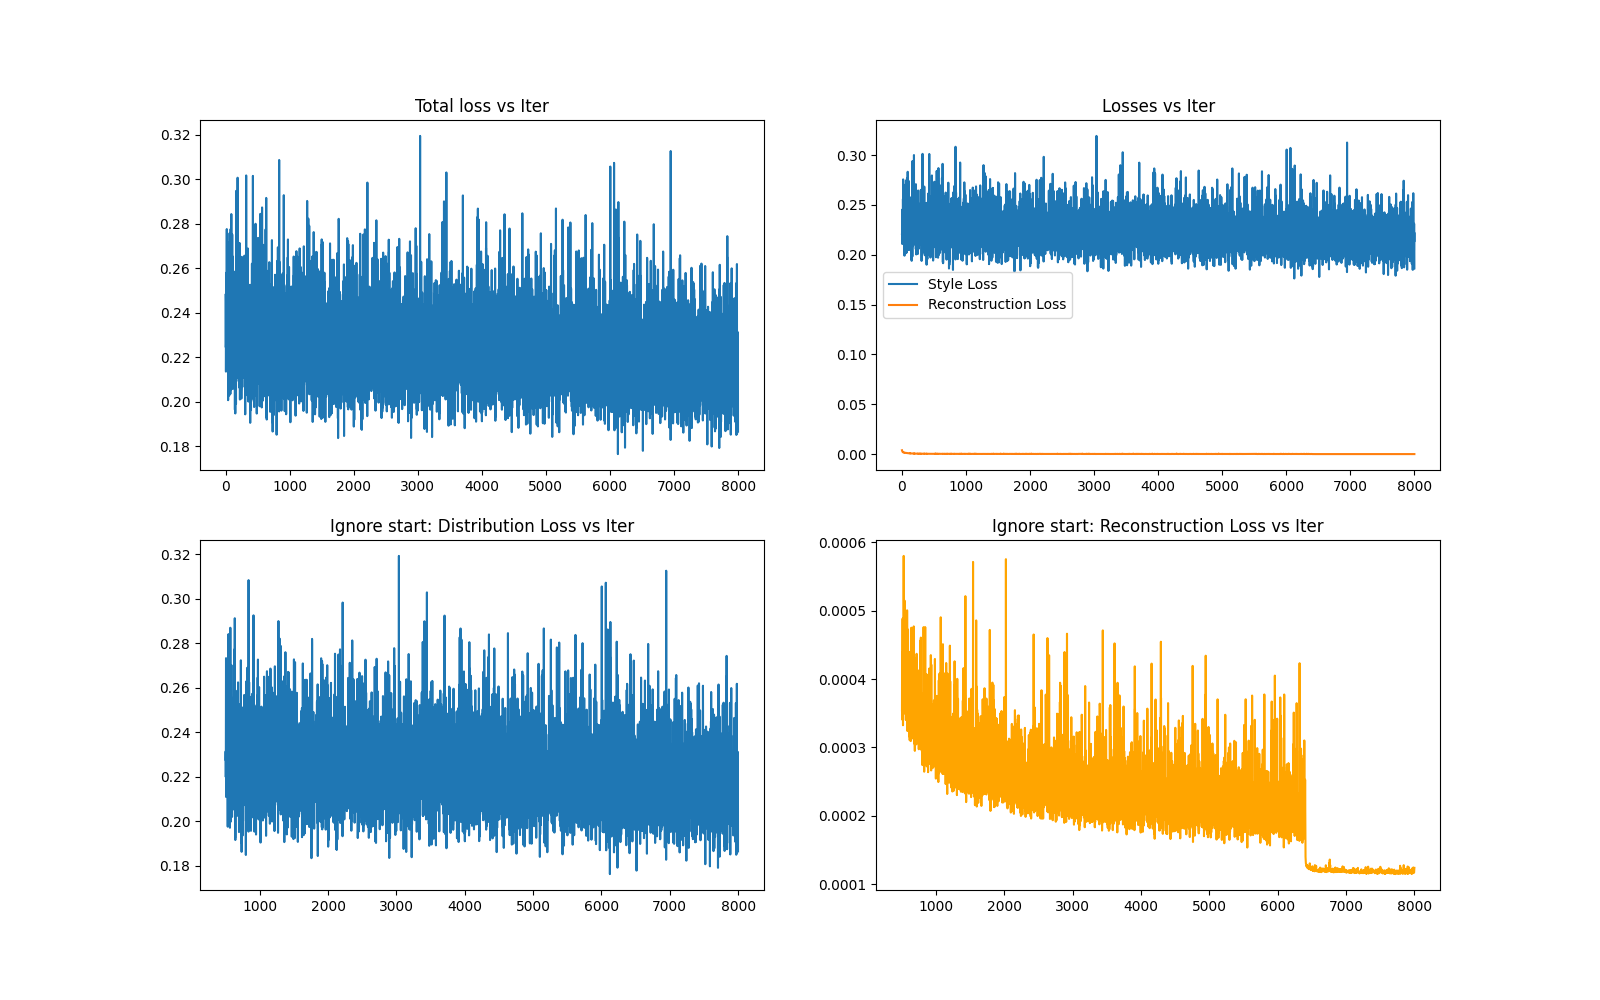 Total loss vs Iter
0.32
0.30
0.28
0.26
0.24
0.22
0.20
0.18
0 1000 2000 3000 4000 5000 6000 7000 8000
Losses vs Iter
0.30
0.25
0.20
0.15
0.10
0.05
0.00
Style Loss
Reconstruction Loss
0 1000 2000 3000 4000 5000 6000 7000 8000
Ignore start: Distribution Loss vs Iter
0.32
0.30
0.28
0.26
0.24
0.22
0.20
0.18
1000 2000 3000 4000 5000 6000 7000 8000
Ignore start: Reconstruction Loss vs Iter
0.0006
0.0005
0.0004
0.0003
0.0002
0.0001
1000 2000 3000 4000 5000 6000 7000 8000